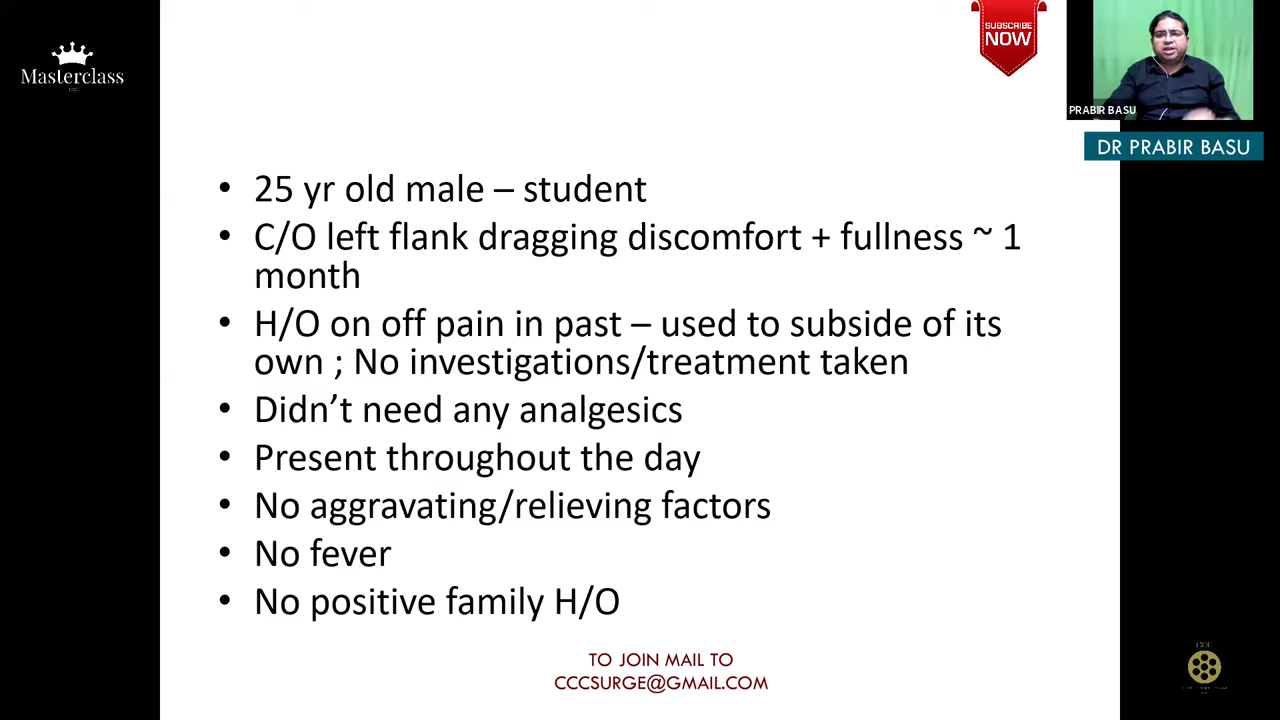 SUBSCRIBE
NOW
Masterclass
PRABIR BASU
DR PRABIR BASU
• 25 yr old male – student
• C/O left flank dragging discomfort + fullness ~ 1
month
• H/O on off pain in past – used to subside of its
own ; No investigations/treatment taken
• Didn’t need any analgesics
• Present throughout the day
• No aggravating/relieving factors
• No fever
• No positive family H/O
TO JOIN MAIL TO
CCCSURGE@GMAIL.COM
CCC